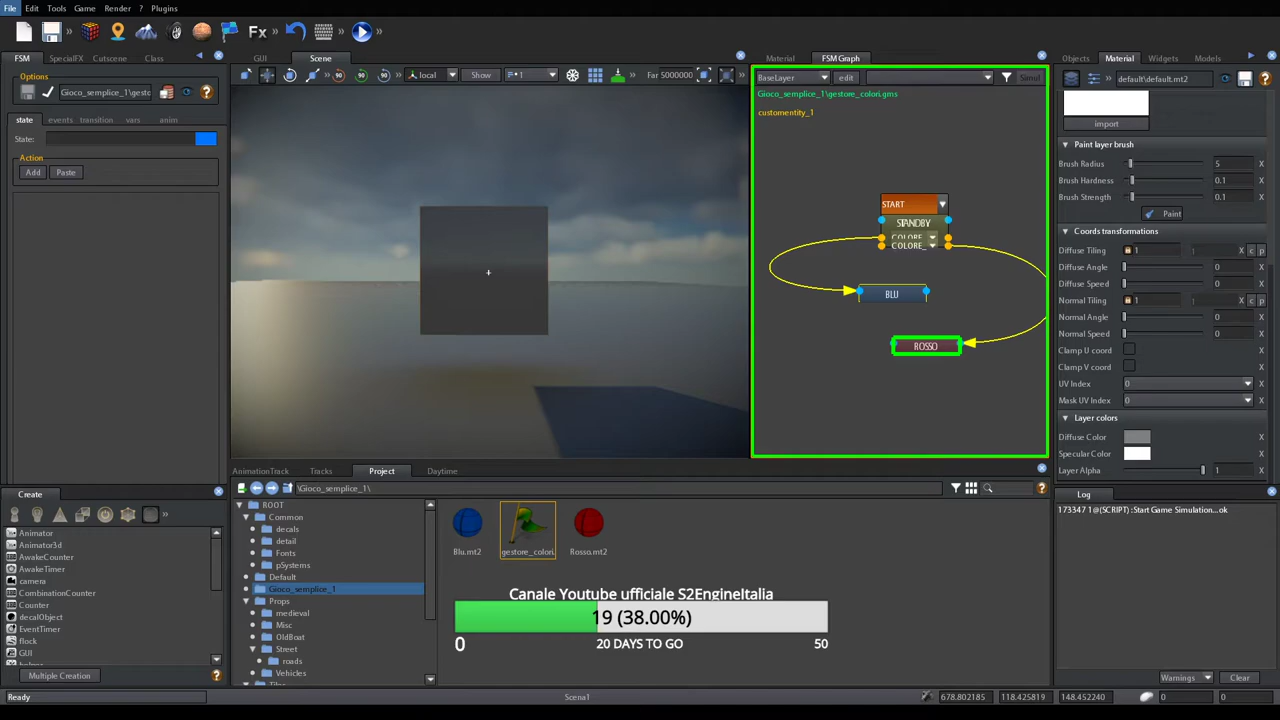 File Edit Tools Game Render ? Plugins
Fx
FSM SpecialFX Cutscene Class
Options
Gioco_semplice_1\gestc
state events transition vars anim
State:
Action
Add Paste
GUI Scene
local Show 1 Far 5000000
90 90 90
Material FSM Graph
BaseLayer edit Simul
Gioco_semplice_1\gestore_colori.gms
customentity_1
START
STANDBY
COLORE_
COLORE_
BLU
ROSSO
Objects Material Widgets Models
default\default.mt2
import
Paint layer brush
Brush Radius 5
Brush Hardness 0.1
Brush Strength 0.1
Paint
Coords transformations
Diffuse Tiling 1 1 X c p
Diffuse Angle 0 X
Diffuse Speed 0 X
Normal Tiling 1 1 X c p
Normal Angle 0 X
Normal Speed 0 X
Clamp U coord X
Clamp V coord X
UV Index 0 X
Mask UV Index 0 X
Layer colors
Diffuse Color X
Specular Color X
Layer Alpha 1 X
Create
Animator
Animator3d
AwakeCounter
AwakeTimer
camera
CombinationCounter
Counter
decalObject
EventTimer
flock
GUI
helper
Multiple Creation
AnimationTrack Tracks Project Daytime
\Gioco_semplice_1\
ROOT
Common
decals
detail
Fonts
pSystems
Default
Gioco_semplice_1
Props
medieval
Misc
OldBoat
Street
roads
Vehicles
Blu.mt2 gestore_colori. Rosso.mt2
Canale Youtube ufficiale S2EngineItalia
19 (38.00%)
0 20 DAYS TO GO 50
Log
173347 1@(SCRIPT) :Start Game Simulation...ok
Warnings Clear
Ready Scena1 678.802185 118.425819 148.452240 0 0